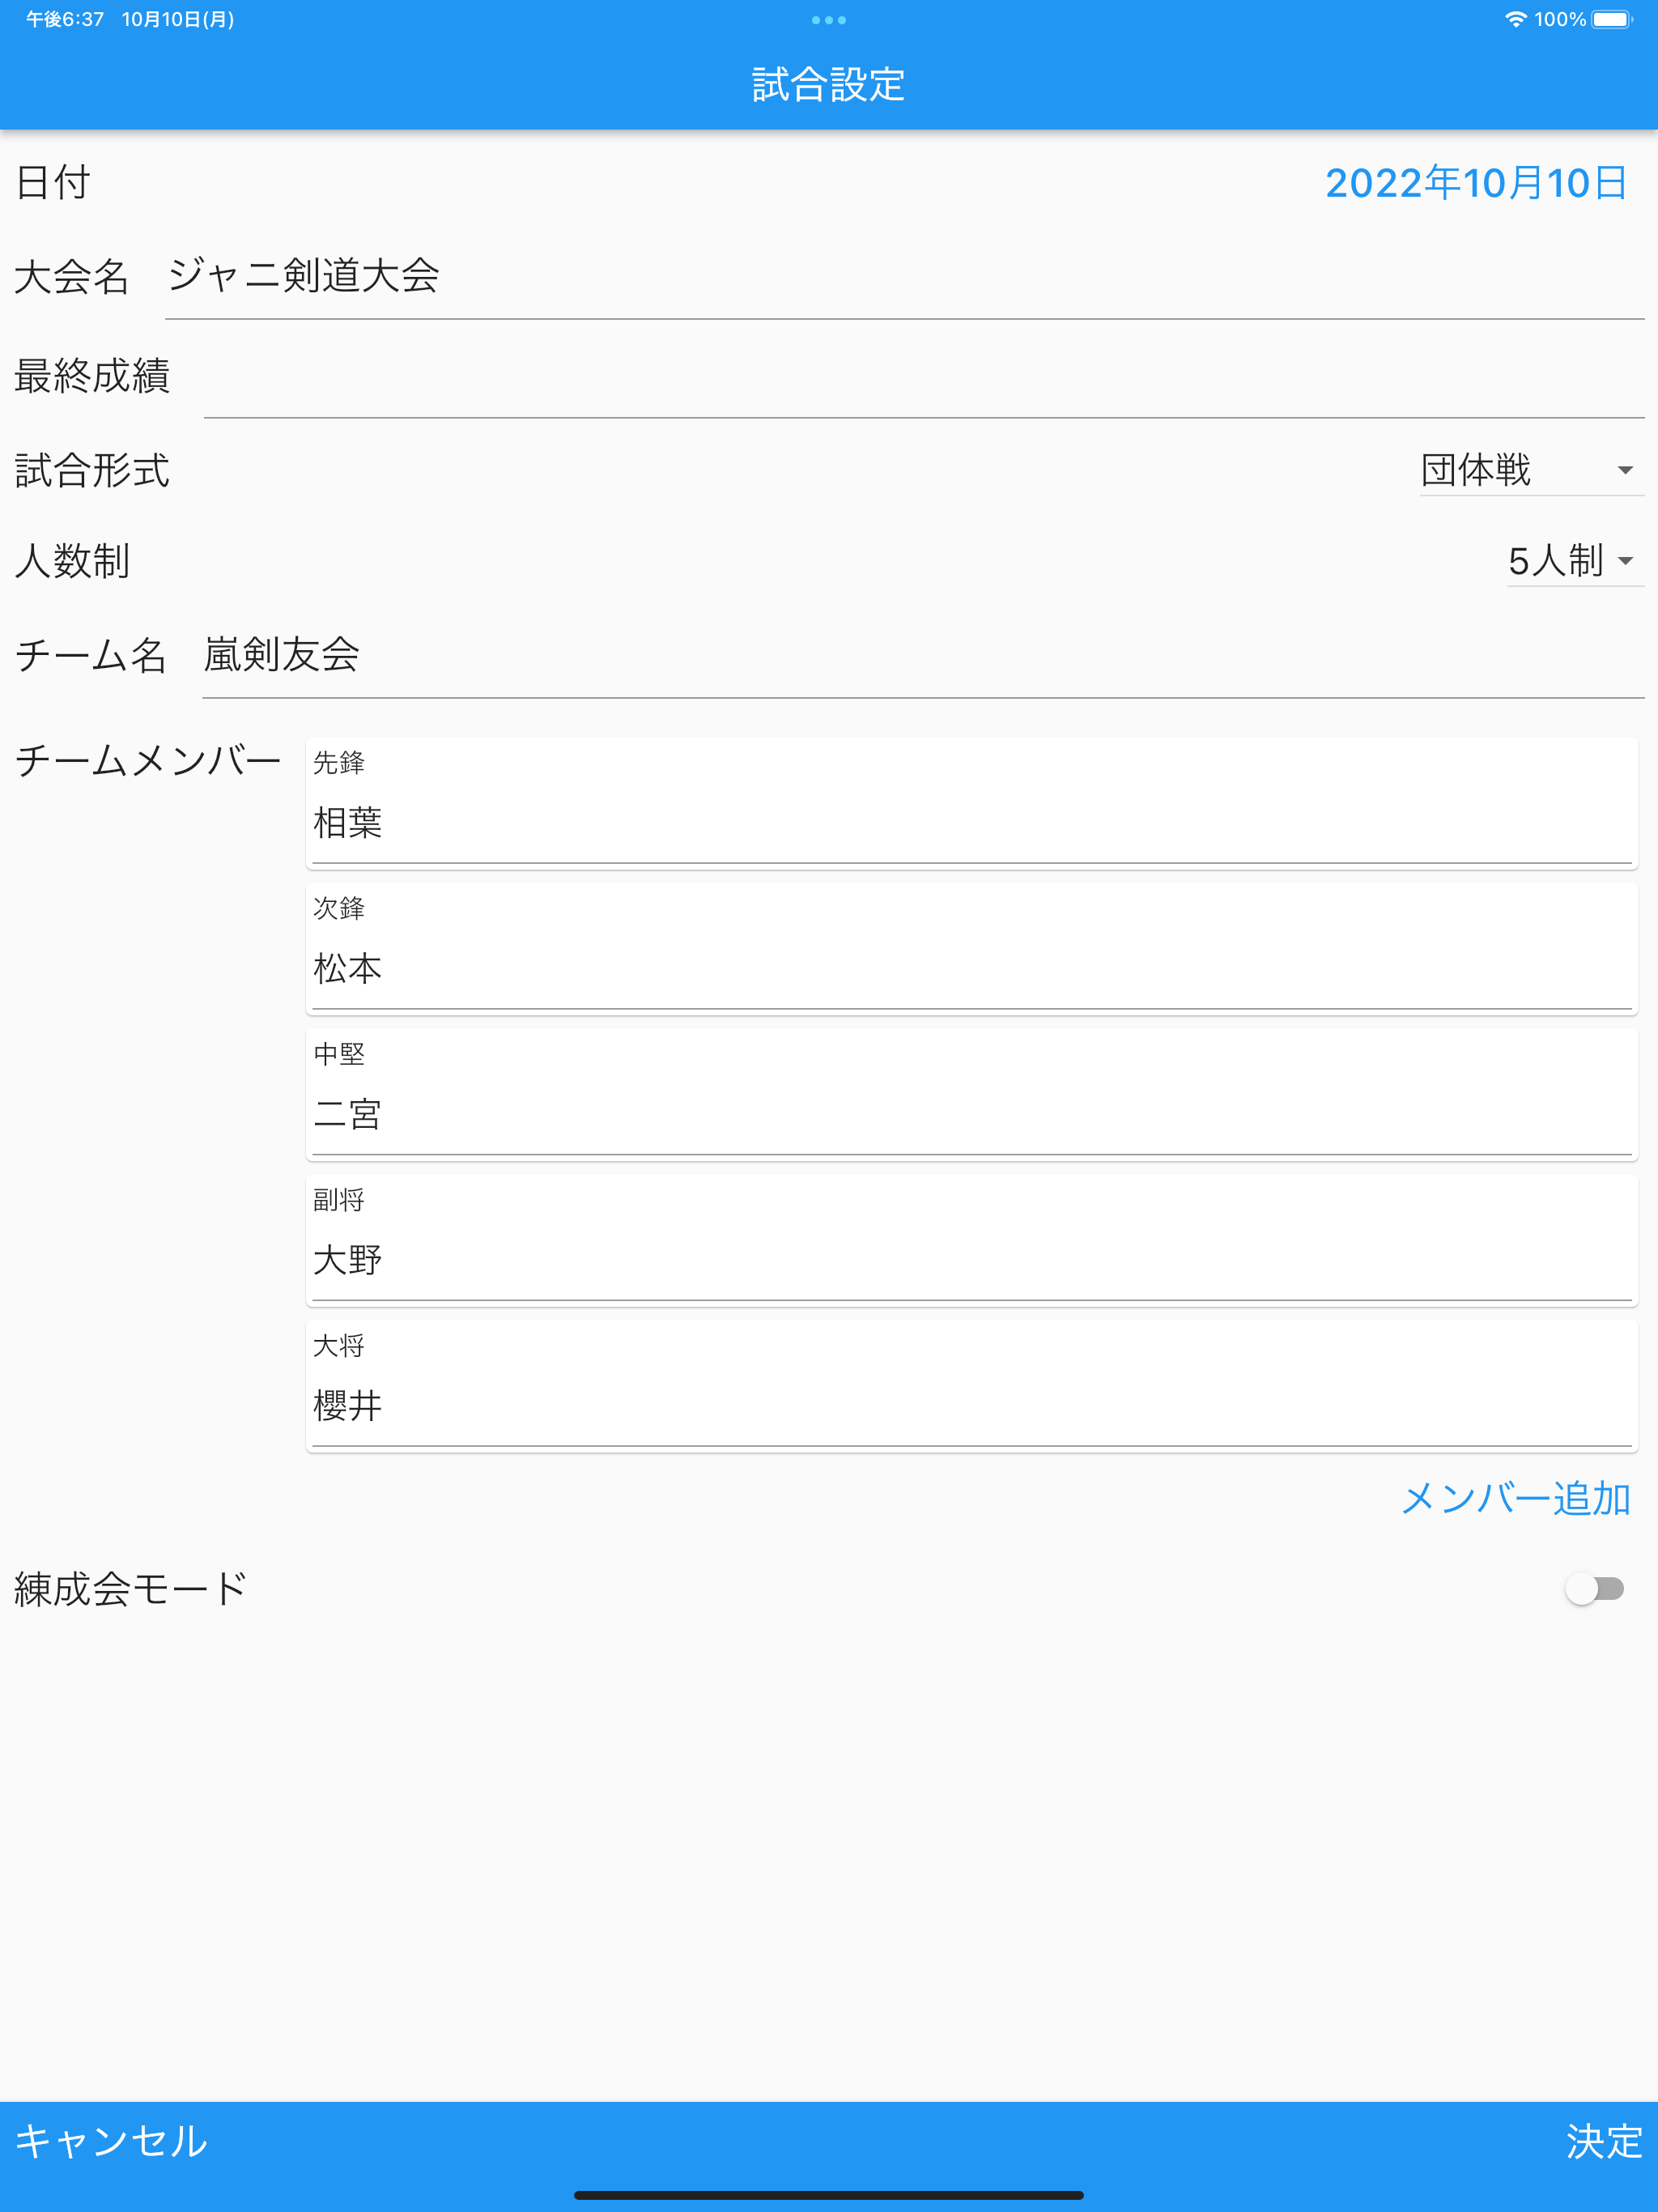 午後6:37 10月10日(月) 100%
試合設定
日付 2022年10月10日
大会名 ジャニ剣道大会
最終成績
試合形式 団体戦
人数制 5人制
チーム名 嵐剣友会
チームメンバー 先鋒
相葉
次鋒
松本
中堅
二宮
副将
大野
大将
櫻井
メンバー追加
練成会モード
キャンセル 決定